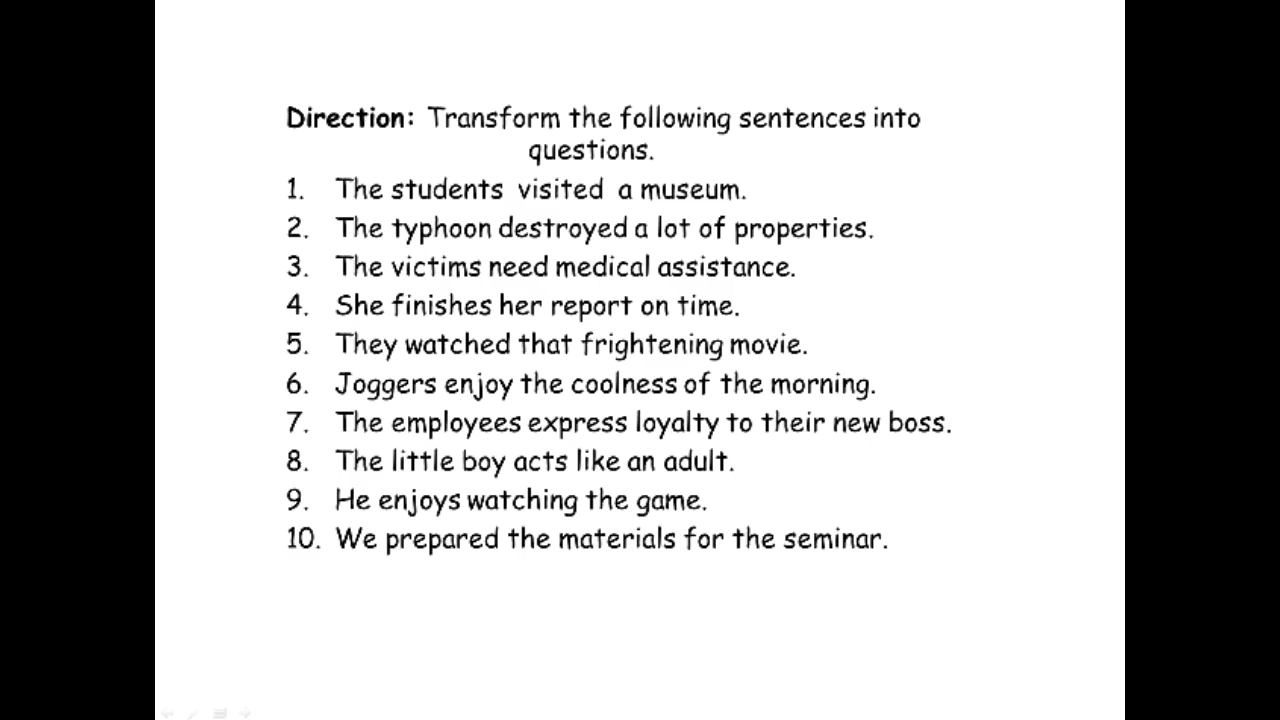 Direction: Transform the following sentences into
questions.
1. The students visited a museum.
2. The typhoon destroyed a lot of properties.
3. The victims need medical assistance.
4. She finishes her report on time.
5. They watched that frightening movie.
6. Joggers enjoy the coolness of the morning.
7. The employees express loyalty to their new boss.
8. The little boy acts like an adult.
9. He enjoys watching the game.
10. We prepared the materials for the seminar.